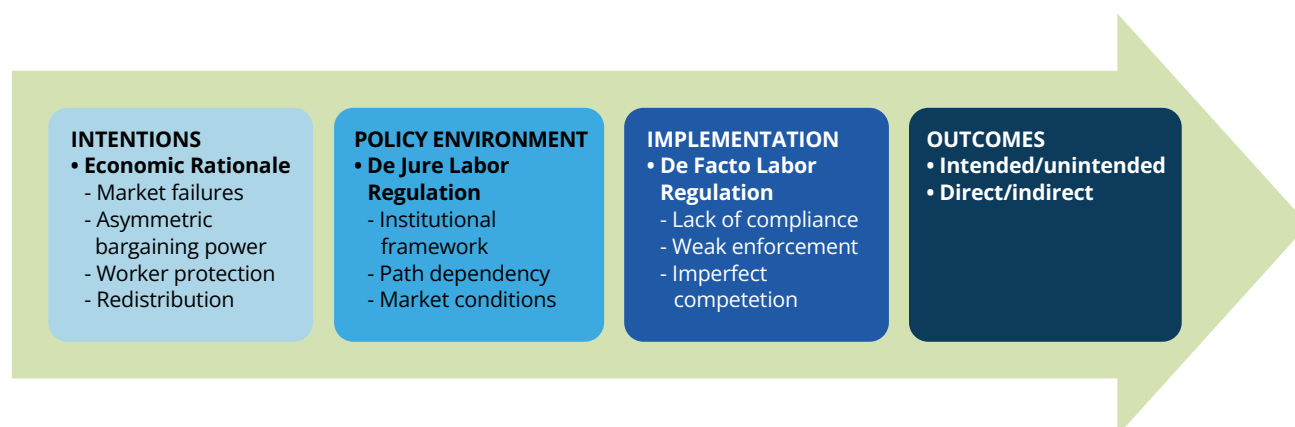 INTENTIONS
• Economic Rationale
- Market failures
- Asymmetric
bargaining power
- Worker protection
- Redistribution
POLICY ENVIRONMENT
• De Jure Labor
Regulation
- Institutional
framework
- Path dependency
- Market conditions
IMPLEMENTATION
• De Facto Labor
Regulation
- Lack of compliance
- Weak enforcement
- Imperfect
competetion
OUTCOMES
• Intended/unintended
• Direct/indirect